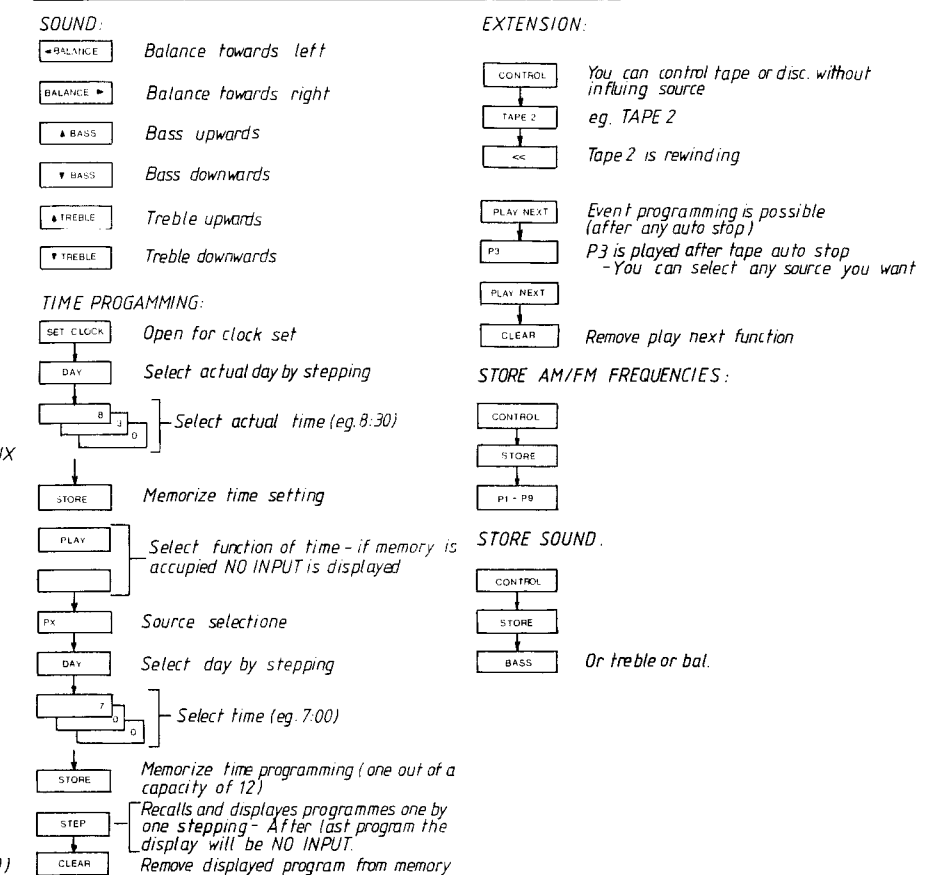 SOUND:
◄BALANCE Balance towards left
BALANCE ► Balance towards right
▲ BASS Bass upwards
▼ BASS Bass downwards
▲ TREBLE Treble upwards
▼ TREBLE Treble downwards
TIME PROGAMMING:
SET CLOCK Open for clock set
DAY Select actual day by stepping
8
3
0
Select actual time (eg. 8:30)
STORE Memorize time setting
PLAY
Select function of time - if memory is
accupied NO INPUT is displayed
PX Source selectione
DAY Select day by stepping
7
0
0
Select time (eg. 7:00)
STORE Memorize time programming (one out of a
capacity of 12)
STEP Recalls and displayes programmes one by
one stepping - After last program the
display will be NO INPUT.
CLEAR Remove displayed program from memory
EXTENSION:
CONTROL You can control tape or disc. without
influing source
TAPE 2 eg. TAPE 2
<< Tape 2 is rewinding
PLAY NEXT Event programming is possible
(after any auto stop)
P3 P3 is played after tape auto stop
- You can select any source you want
PLAY NEXT
CLEAR Remove play next function
STORE AM/FM FREQUENCIES:
CONTROL
STORE
P1 - P9
STORE SOUND.
CONTROL
STORE
BASS Or treble or bal.